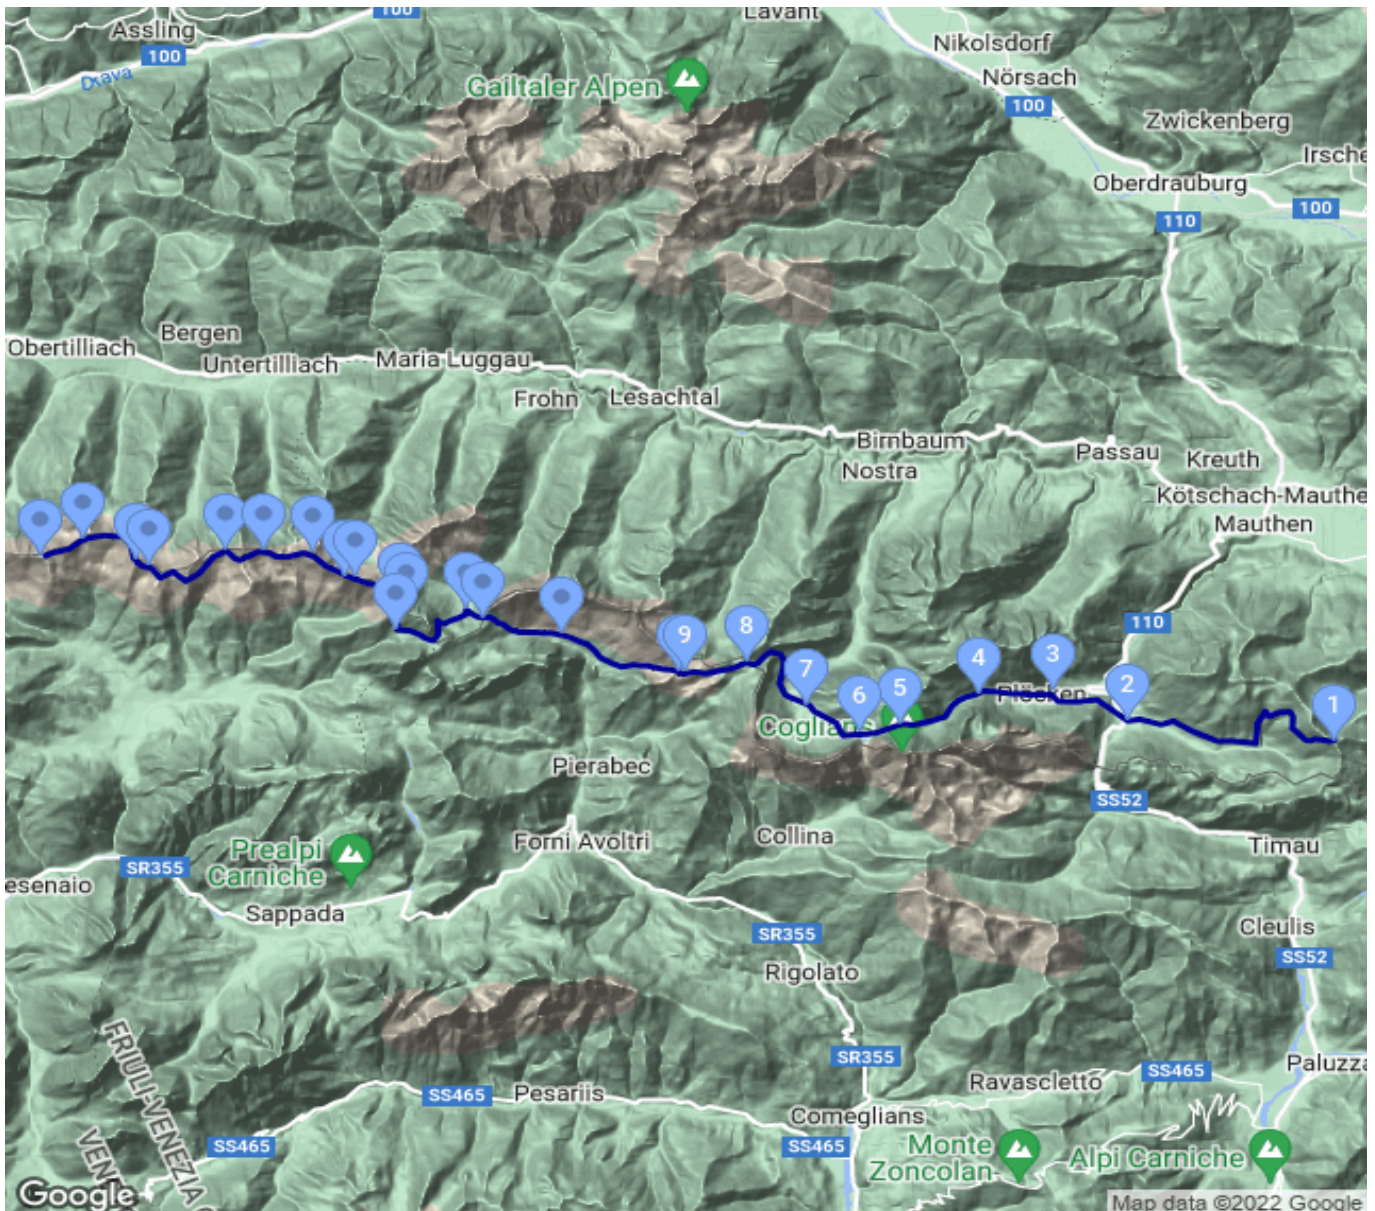 Lavant
100
Assling
100
Drava
Nikolsdorf
Nörsach
100
Gailtaler Alpen
Zwickenberg
Irsche
Oberdrauburg
100
110
Bergen
Obertilliach
Untertilliach
Maria Luggau
Frohn
Lesachtal
Birnbaum
Nostra
Passau
Kreuth
Kötschach-Mauthe
Mauthen
110
9
8
7
6
5
4
3
2
1
Plöcken
Coglians
Pierabec
SS52
Forni Avoltri
Collina
Timau
Prealpi
Carniche
SR355
esenaio
Sappada
SR355
Cleulis
SS52
Rigolato
SR355
Paluzza
SS465
Ravascletto
SS465
Pesariis
Comeglians
SS465
SS465
Monte
Zoncolan
Alpi Carniche
FRIULI-VENEZIA G
VENE
Google
Map data ©2022 Google